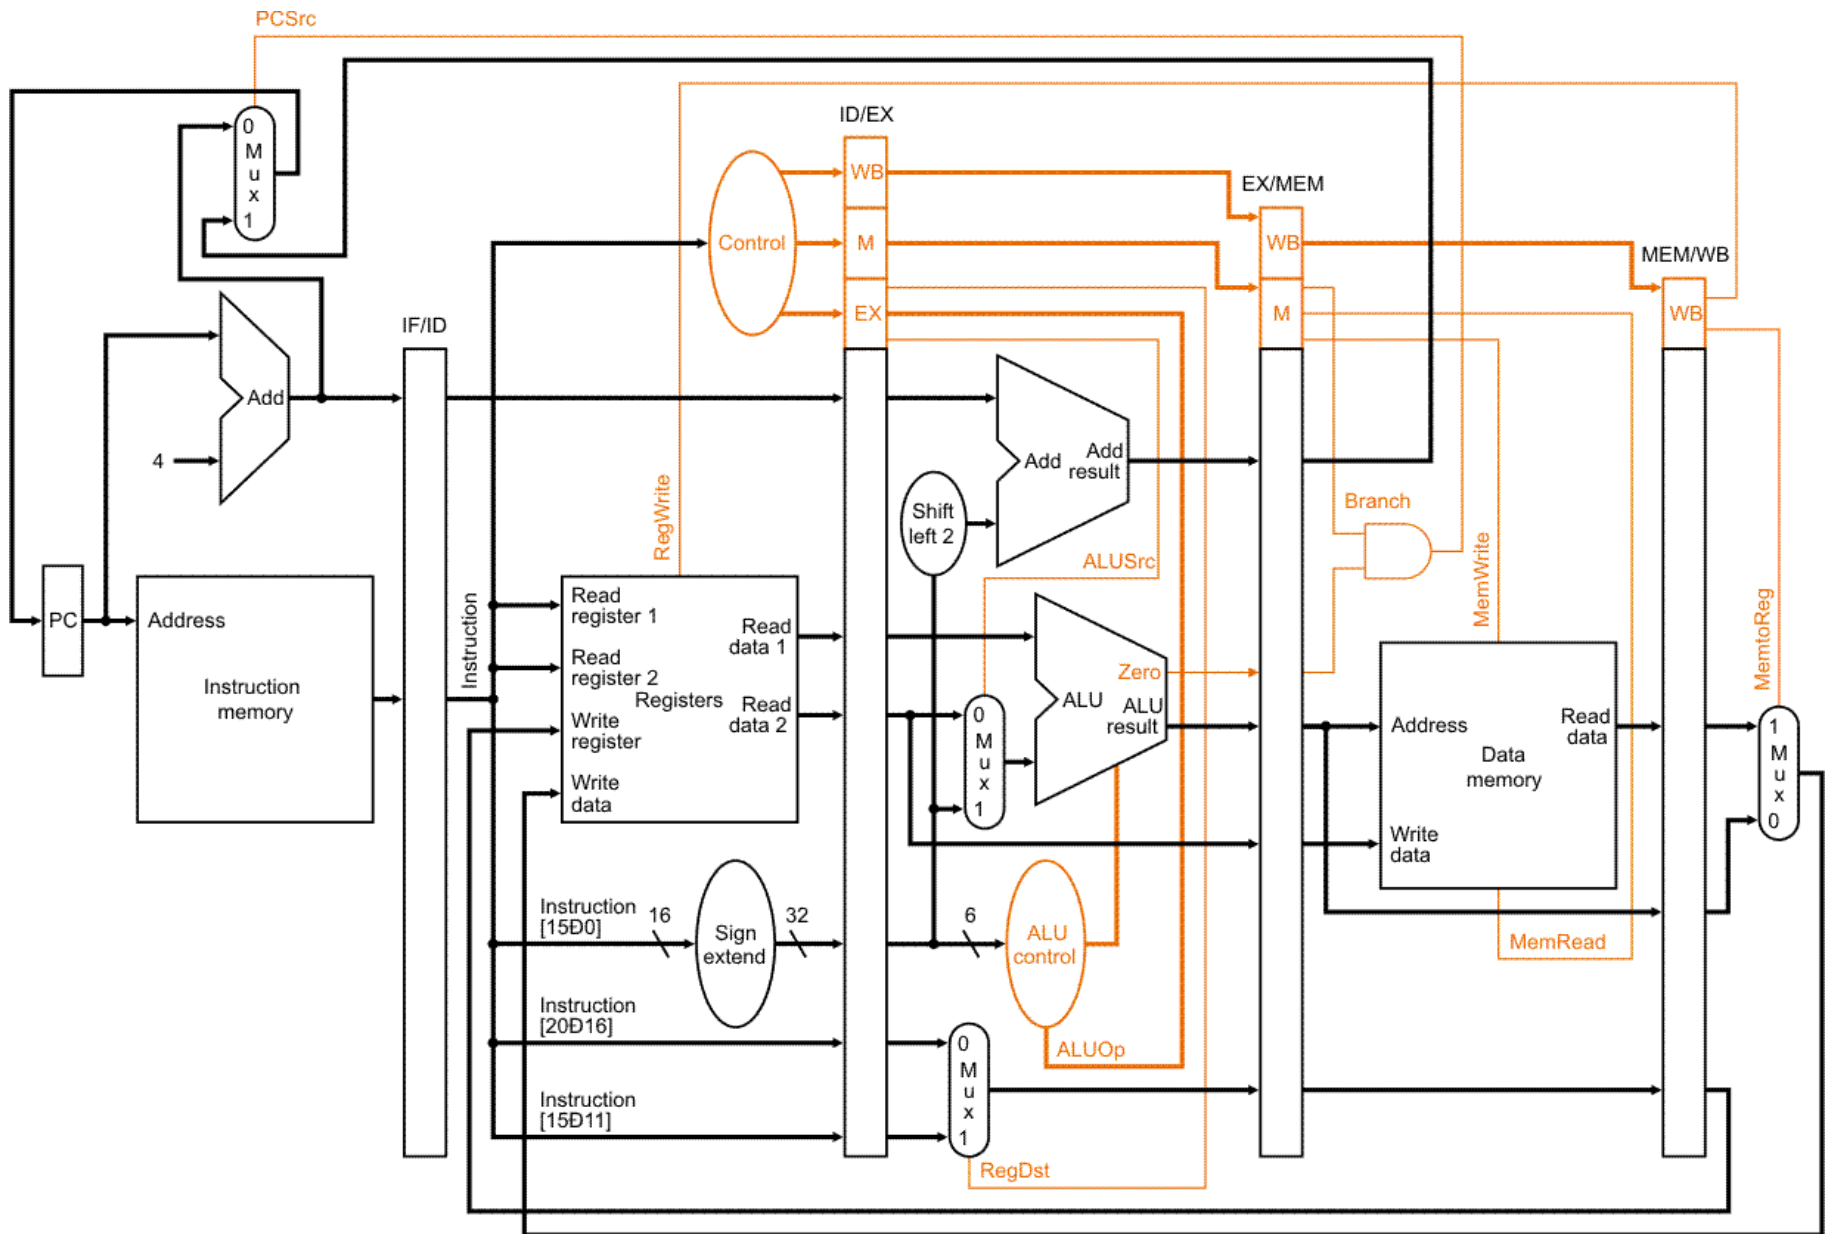 PCSrc
0
M
u
x
1
ID/EX
WB
EX/MEM
Control
M
WB
MEM/WB
EX
M
WB
IF/ID
Add
4
Add
Add
result
Shift
left 2
Branch
RegWrite
ALUSrc
MemWrite
MemtoReg
PC
Address
Instruction
memory
Instruction
Read
register 1
Read
register 2
Write
register
Write
data
Registers
Read
data 1
Read
data 2
0
M
u
x
1
Zero
ALU
ALU
result
Address
Read
data
Data
memory
Write
data
1
M
u
x
0
Instruction
[15Đ0]
16
Sign
extend
32
6
ALU
control
MemRead
Instruction
[20Đ16]
0
M
u
x
1
ALUOp
Instruction
[15Đ11]
RegDst